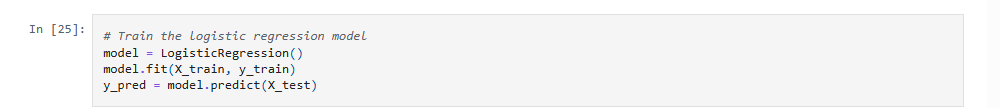 In [25]:
# Train the logistic regression model
model = LogisticRegression()
model.fit(X_train, y_train)
y_pred = model.predict(X_test)